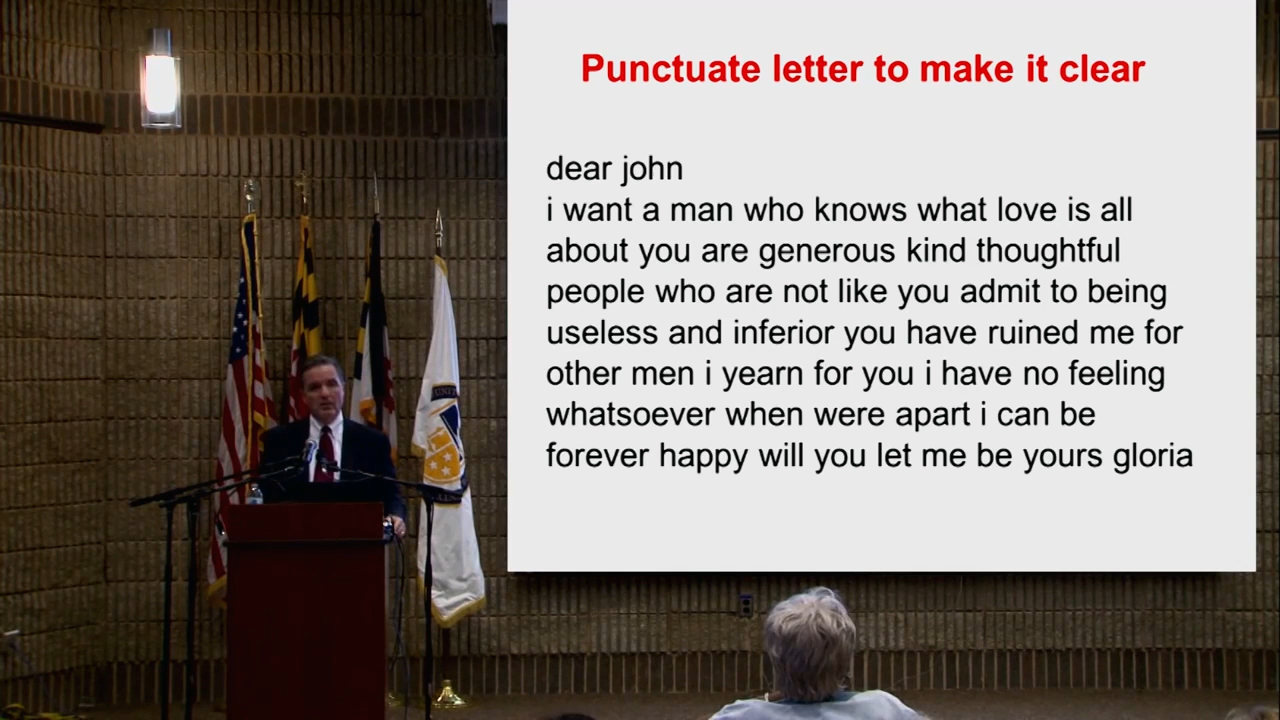 Punctuate letter to make it clear
dear john
i want a man who knows what love is all
about you are generous kind thoughtful
people who are not like you admit to being
useless and inferior you have ruined me for
other men i yearn for you i have no feeling
whatsoever when were apart i can be
forever happy will you let me be yours gloria